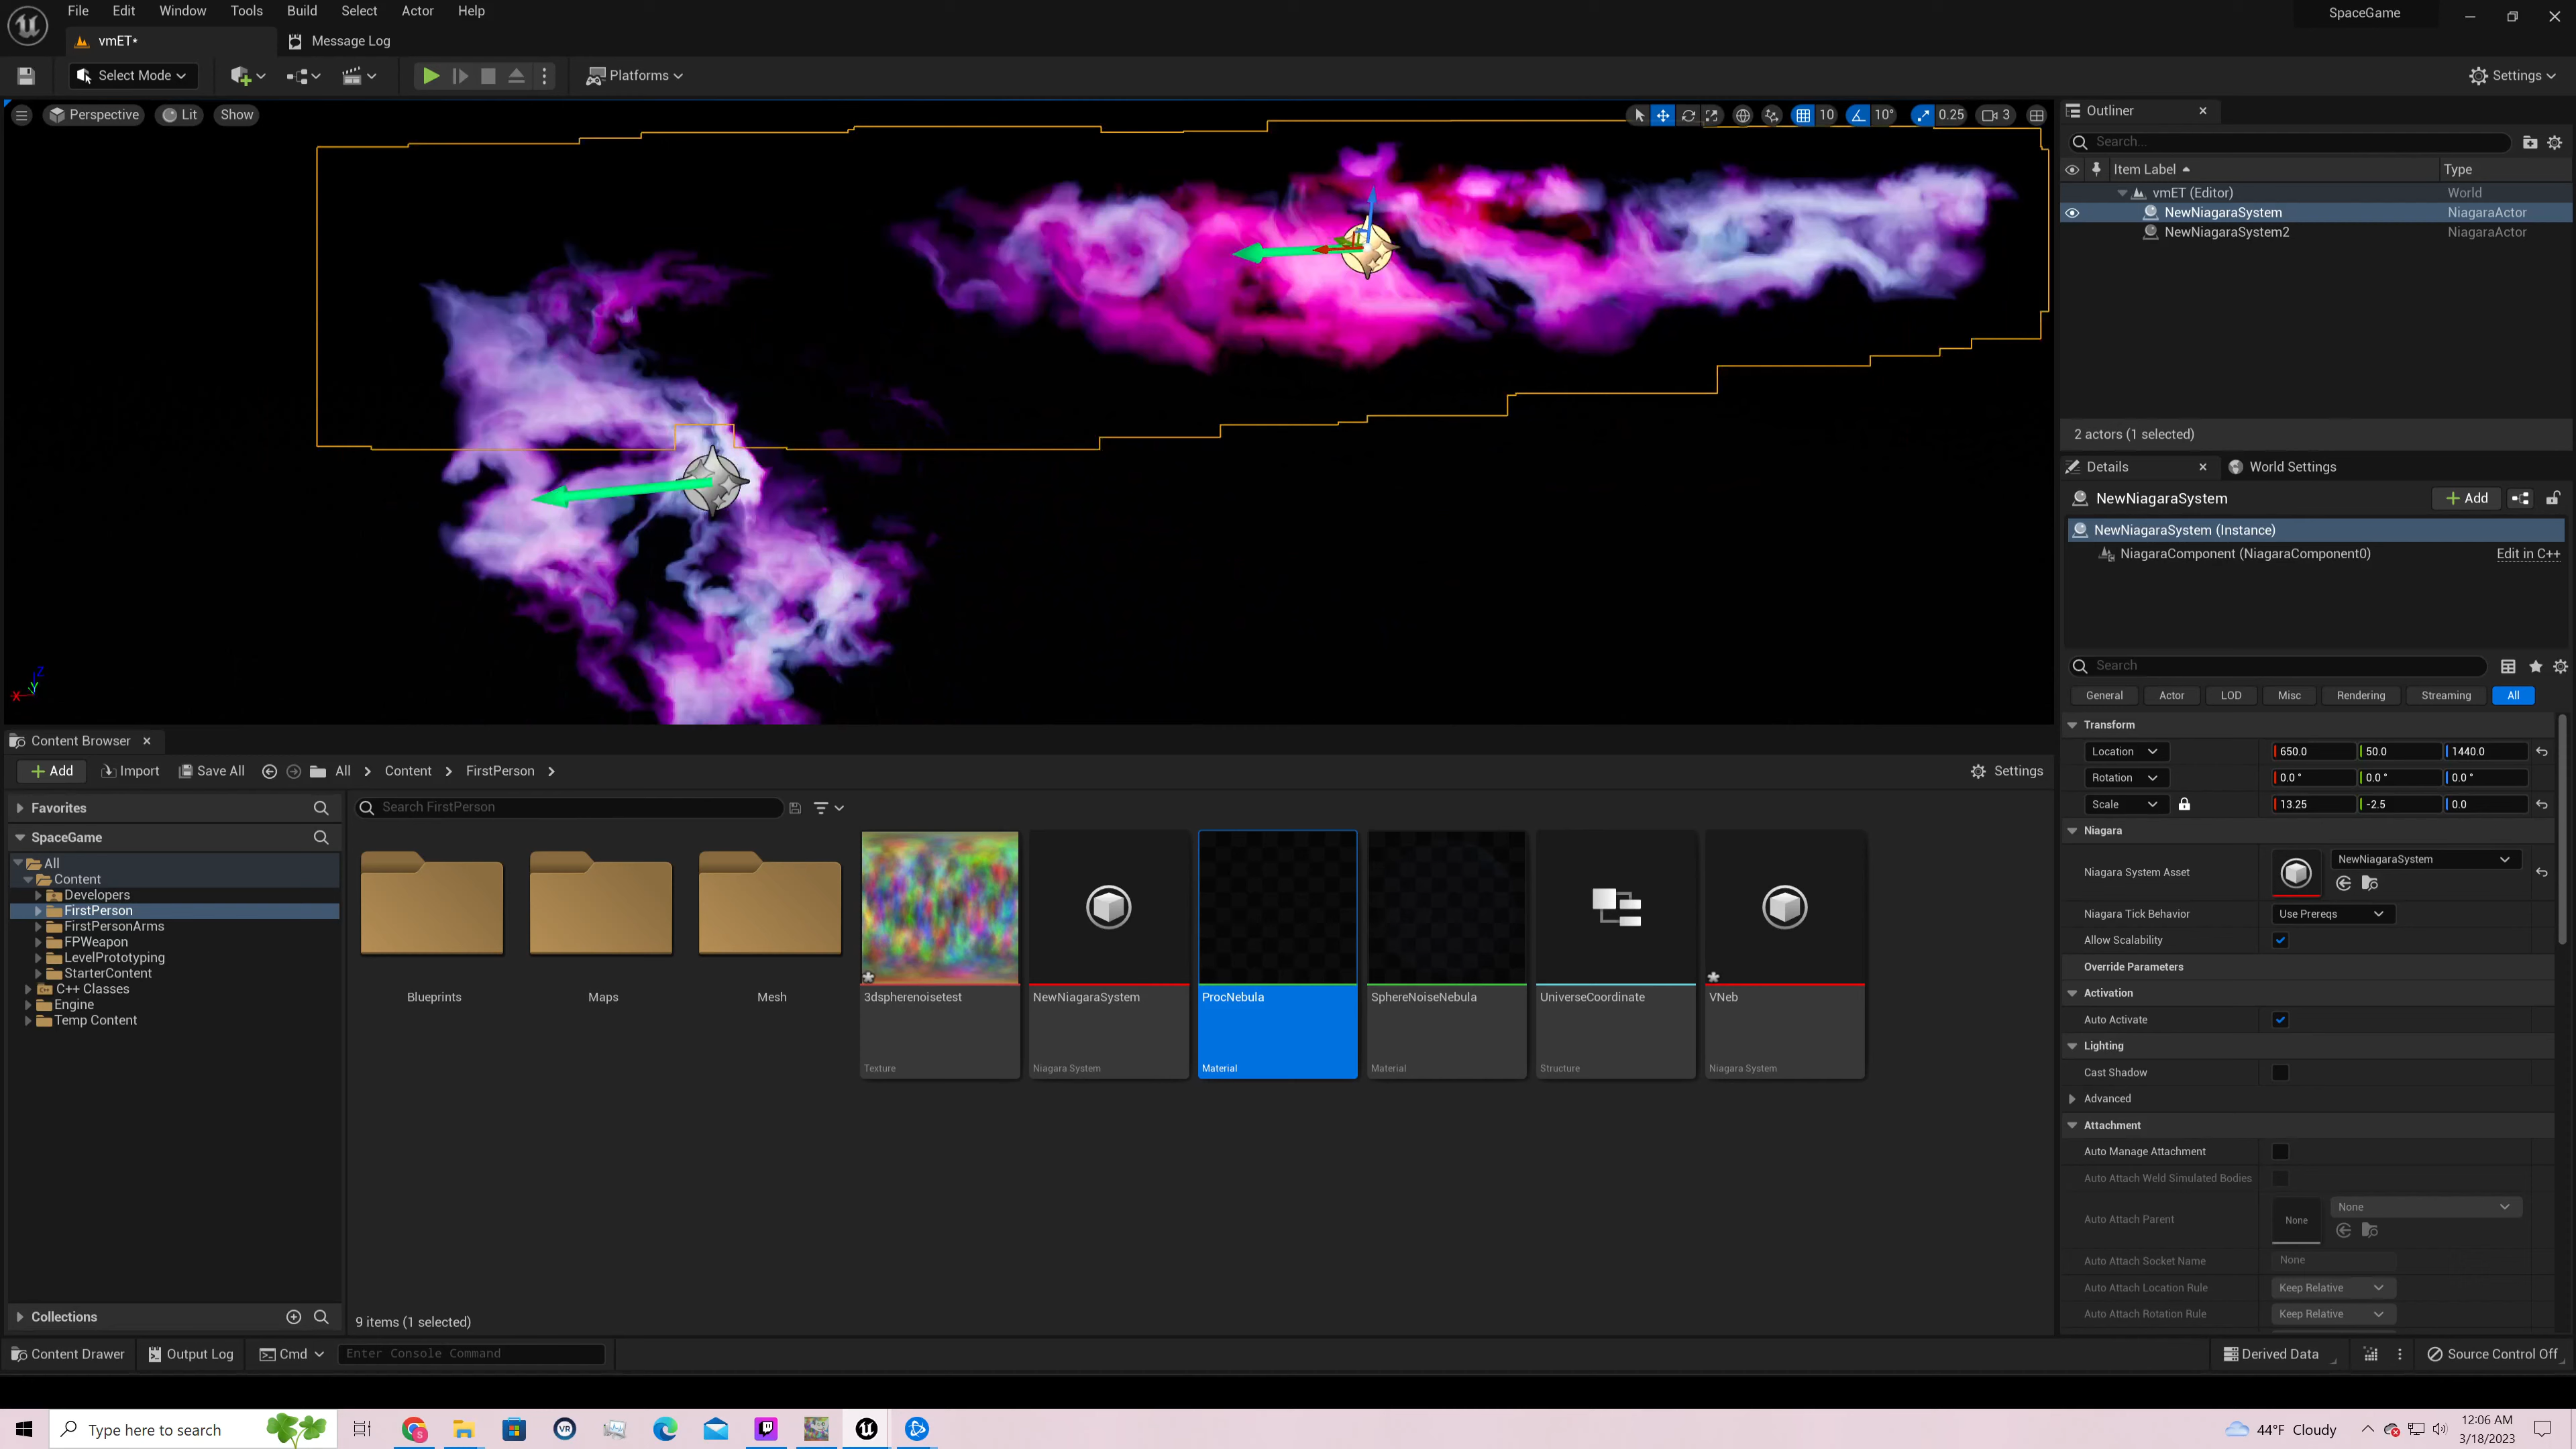 File Edit Window Tools Build Select Actor Help
SpaceGame
vmET*
Message Log
Select Mode
Platforms
Settings
Perspective
Lit
Show
10
10°
0.25
3
Outliner
Search...
Item Label
Type
vmET (Editor)
World
NewNiagaraSystem
NiagaraActor
NewNiagaraSystem2
NiagaraActor
2 actors (1 selected)
Details
World Settings
NewNiagaraSystem
Add
NewNiagaraSystem (Instance)
NiagaraComponent (NiagaraComponent0)
Edit in C++
Search
General
Actor
LOD
Misc
Rendering
Streaming
All
Transform
Location
650.0
50.0
1440.0
Rotation
0.0 °
0.0 °
0.0 °
Scale
13.25
-2.5
0.0
Niagara
Niagara System Asset
NewNiagaraSystem
Niagara Tick Behavior
Use Prereqs
Allow Scalability
Override Parameters
Activation
Auto Activate
Lighting
Cast Shadow
Advanced
Attachment
Auto Manage Attachment
Auto Attach Weld Simulated Bodies
Auto Attach Parent
None
None
Auto Attach Socket Name
None
Auto Attach Location Rule
Keep Relative
Auto Attach Rotation Rule
Keep Relative
Z
Y
X
Content Browser
Add
Import
Save All
All
Content
FirstPerson
Settings
Favorites
Search FirstPerson
SpaceGame
All
Content
Developers
FirstPerson
FirstPersonArms
FPWeapon
LevelPrototyping
StarterContent
C++ Classes
Engine
Temp Content
Collections
Blueprints
Maps
Mesh
3dspherenoisetest
Texture
NewNiagaraSystem
Niagara System
ProcNebula
Material
SphereNoiseNebula
Material
UniverseCoordinate
Structure
VNeb
Niagara System
9 items (1 selected)
Content Drawer
Output Log
Cmd
Enter Console Command
Derived Data
Source Control Off
Type here to search
VR
S
44°F Cloudy
12:06 AM
3/18/2023